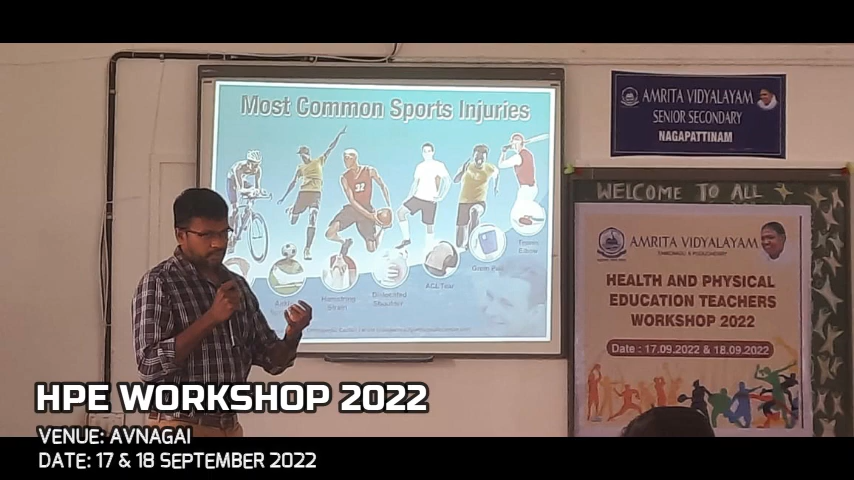 Most Common Sports Injuries
32
Hamstring
Strain
Dislocated
Shoulder
ACL Tear
Groin Pull
Tennis
Elbow
AMRITA VIDYALAYAM
SENIOR SECONDARY
NAGAPATTINAM
WELCOME TO ALL
AMRITA VIDYALAYAM
HEALTH AND PHYSICAL
EDUCATION TEACHERS
WORKSHOP 2022
Date : 17.09.2022 & 18.09.2022
HPE WORKSHOP 2022
VENUE: AVNAGAI
DATE: 17 & 18 SEPTEMBER 2022